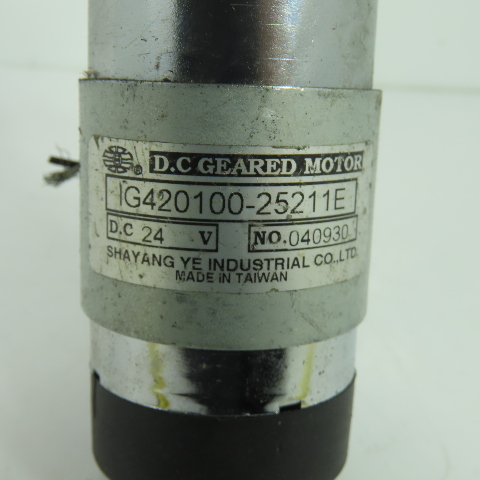 ® D.C GEARED MOTOR
IG420100-25211E
D.C 24 V NO.040930
SHAYANG YE INDUSTRIAL CO.,LTD.
MADE IN TAIWAN